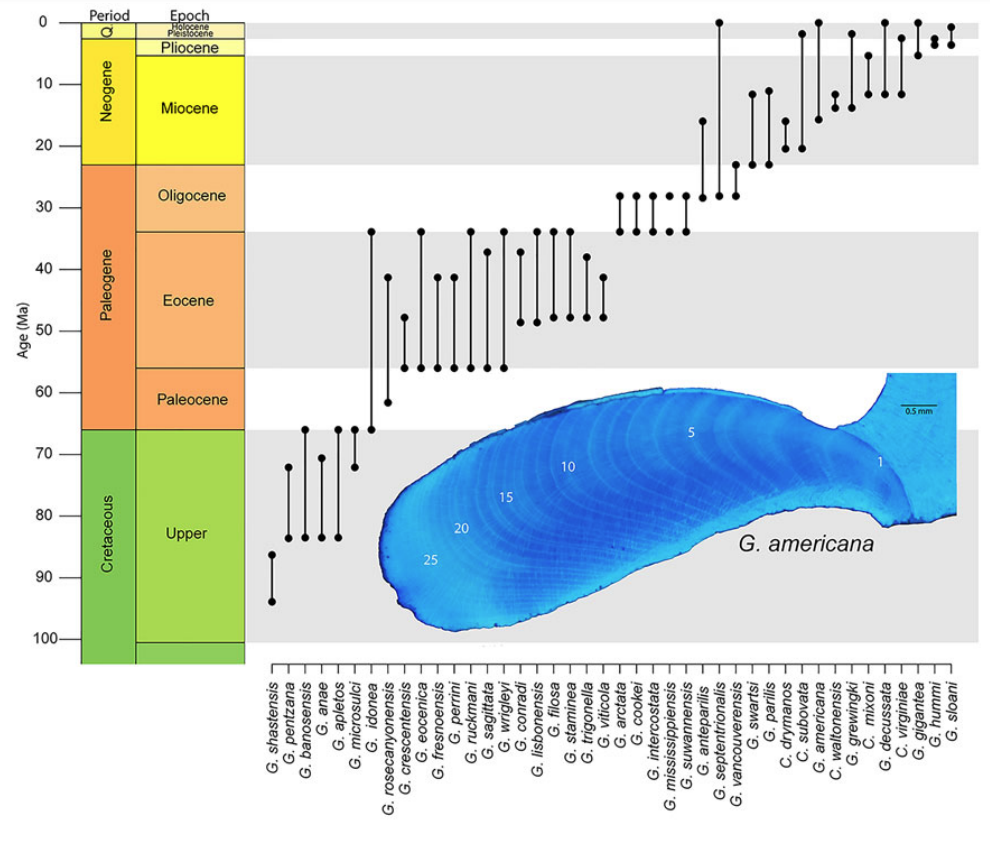 Period
Epoch
Age (Ma)
0
10
20
30
40
50
60
70
80
90
100
Q.
Neogene
Paleogene
Cretaceous
Holocene
Pleistocene
Pliocene
Miocene
Oligocene
Eocene
Paleocene
Upper
0.5 mm
1
5
10
15
20
25
G. americana
G. shastensis
G. pentzana
G. banosensis
G. anae
G. apletos
G. microsulci
G. idonea
G. rosecanyonensis
G. crescentensis
G. eocenica
G. fresnoensis
G. perrini
G. ruckmani
G. sagittata
G. wrigleyi
G. conradi
G. lisbonensis
G. filosa
G. staminea
G. trigonella
G. viticola
G. arctata
G. cookei
G. intercostata
G. mississippiensis
G. suwannensis
G. anteparilis
G. septentrionalis
G. vancouverensis
G. swartsi
G. parilis
C. drymanos
C. subovata
G. americana
C. waltonensis
G. grewingki
C. mixoni
G. decussata
C. virginiae
G. gigantea
G. hummi
G. sloani